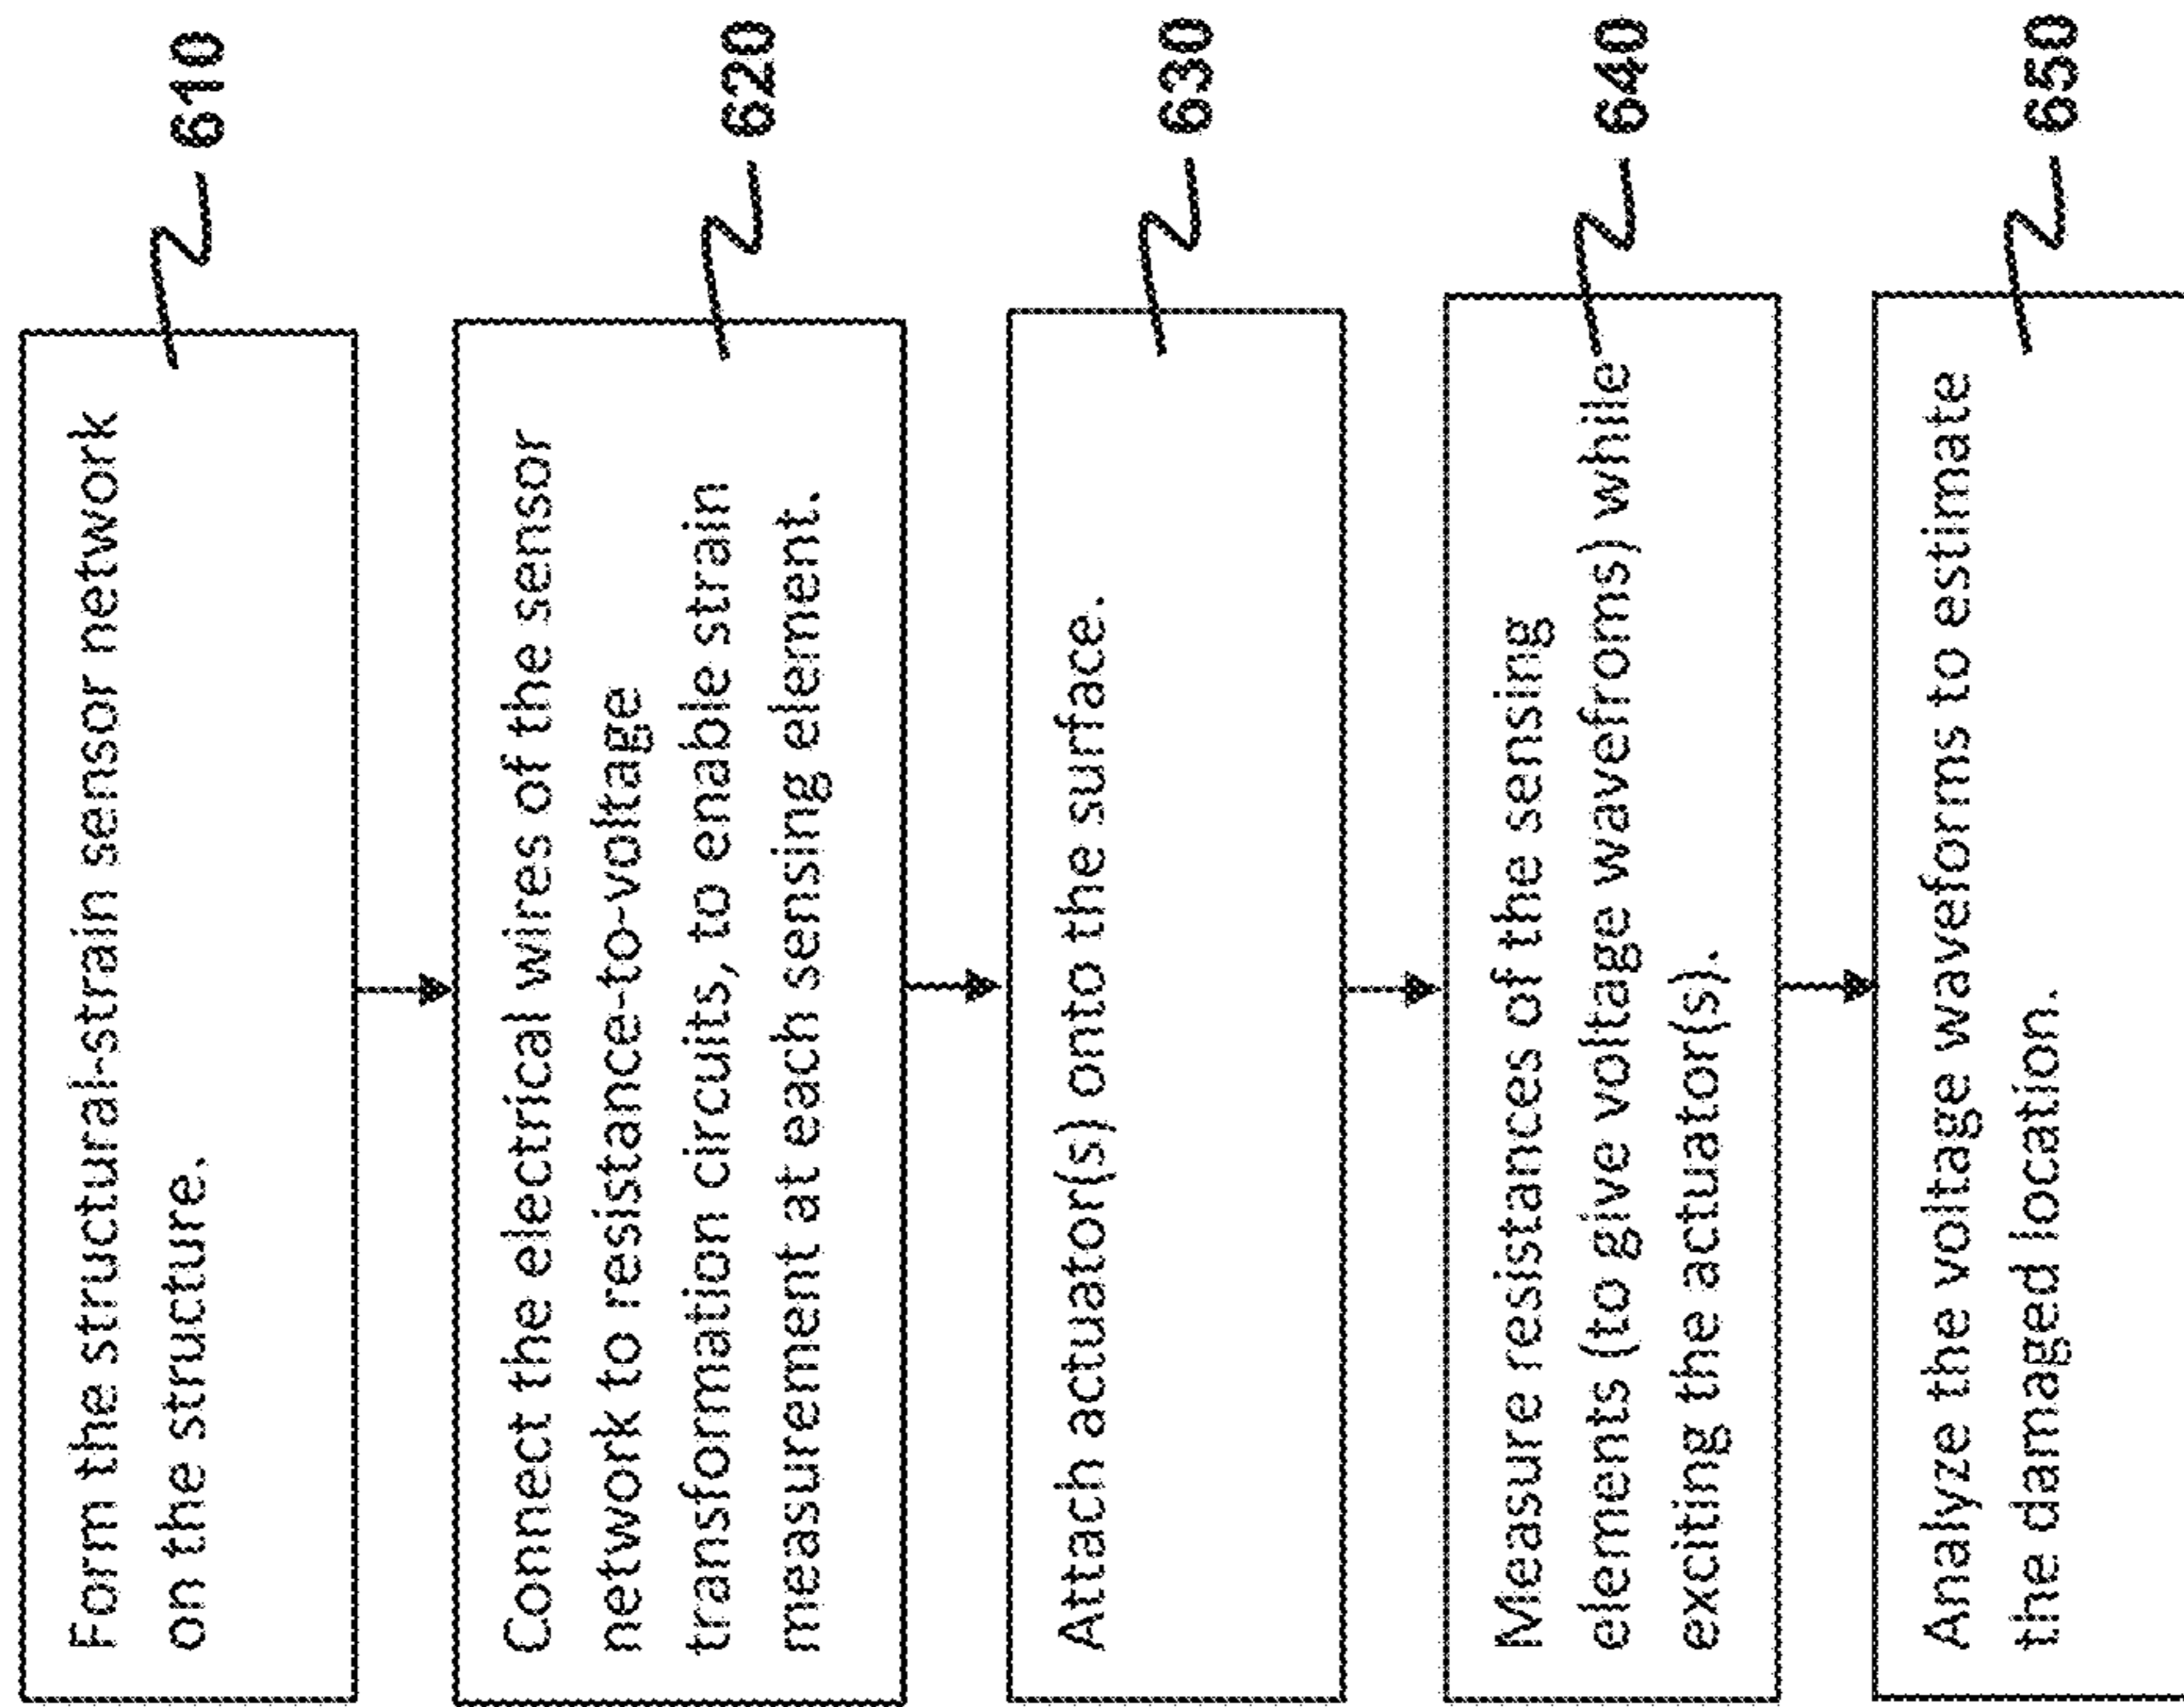 Form the structural-strain sensor network
on the structure.
610
Connect the electrical wires of the sensor
network to resistance-to-voltage
transformation circuits, to enable strain
measurement at each sensing element.
620
Attach actuator(s) onto the surface.
630
Measure resistances of the sensing
elements (to give voltage wavefroms) while
exciting the actuator(s).
640
Analyze the voltage waveforms to estimate
the damaged location.
650